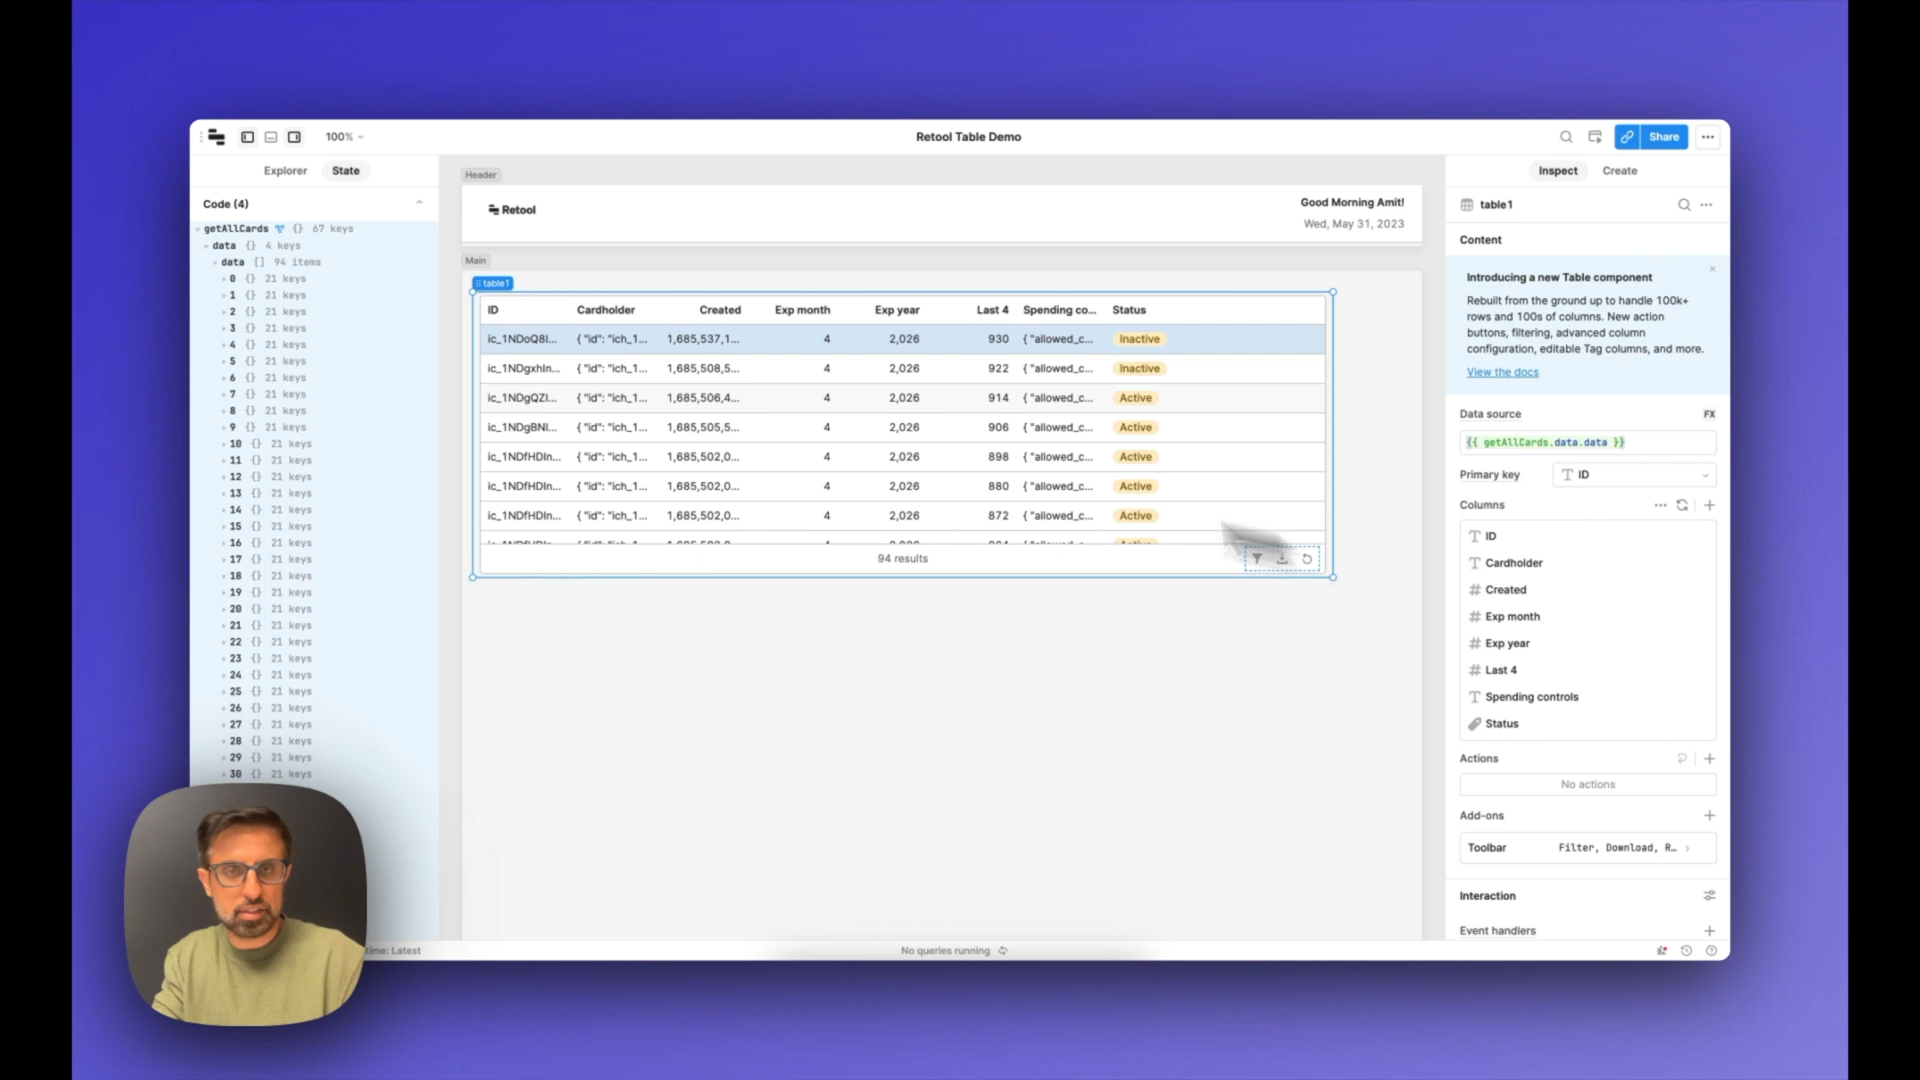 100%
Retool Table Demo
Share
Explorer
State
Code (4)
getAllCards {} 67 keys
data {} 4 keys
data [] 94 items
0 {} 21 keys
1 {} 21 keys
2 {} 21 keys
3 {} 21 keys
4 {} 21 keys
5 {} 21 keys
6 {} 21 keys
7 {} 21 keys
8 {} 21 keys
9 {} 21 keys
10 {} 21 keys
11 {} 21 keys
12 {} 21 keys
13 {} 21 keys
14 {} 21 keys
15 {} 21 keys
16 {} 21 keys
17 {} 21 keys
18 {} 21 keys
19 {} 21 keys
20 {} 21 keys
21 {} 21 keys
22 {} 21 keys
23 {} 21 keys
24 {} 21 keys
25 {} 21 keys
26 {} 21 keys
27 {} 21 keys
28 {} 21 keys
29 {} 21 keys
30 {} 21 keys
time: Latest
Header
Retool
Good Morning Amit!
Wed, May 31, 2023
Main
table1
ID Cardholder Created Exp month Exp year Last 4 Spending co... Status
ic_1NDoQ8I... { "id": "ich_1... 1,685,537,1... 4 2,026 930 { "allowed_c... Inactive
ic_1NDgxhIn... { "id": "ich_1... 1,685,508,5... 4 2,026 922 { "allowed_c... Inactive
ic_1NDgQZI... { "id": "ich_1... 1,685,506,4... 4 2,026 914 { "allowed_c... Active
ic_1NDgBNI... { "id": "ich_1... 1,685,505,5... 4 2,026 906 { "allowed_c... Active
ic_1NDfHDIn... { "id": "ich_1... 1,685,502,0... 4 2,026 898 { "allowed_c... Active
ic_1NDfHDIn... { "id": "ich_1... 1,685,502,0... 4 2,026 880 { "allowed_c... Active
ic_1NDfHDIn... { "id": "ich_1... 1,685,502,0... 4 2,026 872 { "allowed_c... Active
94 results
No queries running
Inspect
Create
table1
Content
Introducing a new Table component
Rebuilt from the ground up to handle 100k+
rows and 100s of columns. New action
buttons, filtering, advanced column
configuration, editable Tag columns, and more.
View the docs
Data source FX
{{ getAllCards.data.data }}
Primary key ID
Columns
ID
Cardholder
Created
Exp month
Exp year
Last 4
Spending controls
Status
Actions
No actions
Add-ons
Toolbar Filter, Download, R...
Interaction
Event handlers